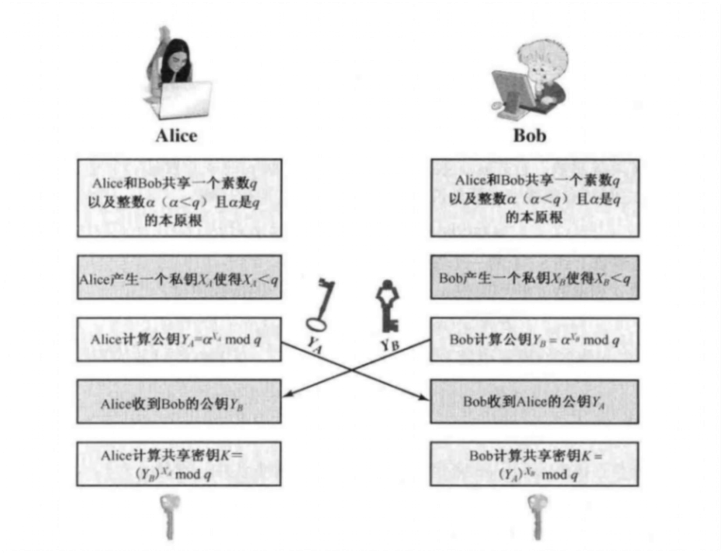 Alice
Alice和Bob共享一个素数q
以及整数α（α<q）且α是q
的本原根
Alice产生一个私钥X_A使得X_A<q
Alice计算公钥Y_A=α^{X_A} mod q
Alice收到Bob的公钥Y_B
Alice计算共享密钥K=
(Y_B)^{X_A} mod q
Y_A
Y_B
Bob
Alice和Bob共享一个素数q
以及整数α（α<q）且α是q
的本原根
Bob产生一个私钥X_B使得X_B<q
Bob计算公钥Y_B = α^{X_B} mod q
Bob收到Alice的公钥Y_A
Bob计算共享密钥K =
(Y_A)^{X_B} mod q